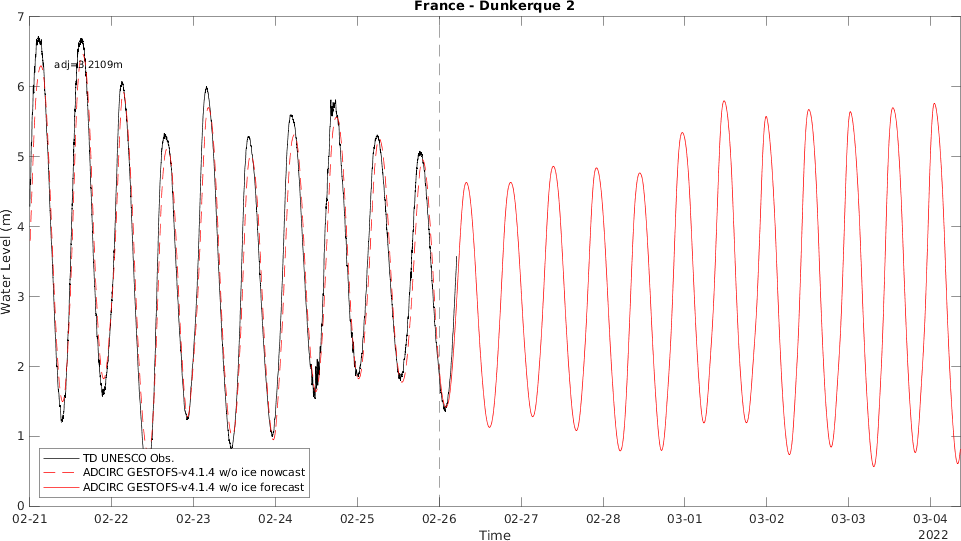 France - Dunkerque 2
7
adj=3.2109m
6
5
4
3
2
1
0
Water Level (m)
TD UNESCO Obs.
ADCIRC GESTOFS-v4.1.4 w/o ice nowcast
ADCIRC GESTOFS-v4.1.4 w/o ice forecast
02-21 02-22 02-23 02-24 02-25 02-26 02-27 02-28 03-01 03-02 03-03 03-04
Time
2022